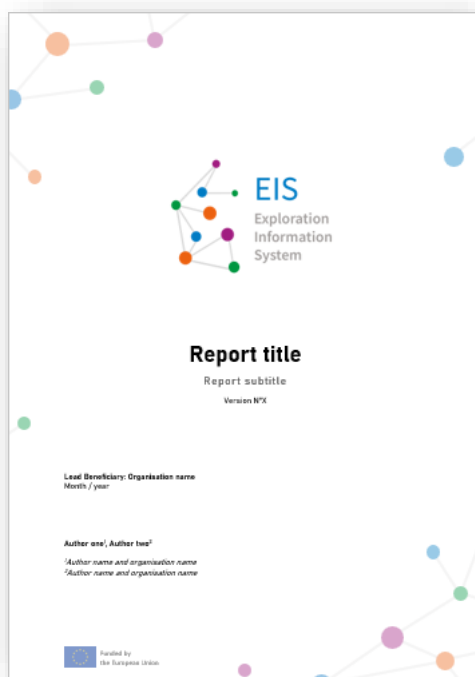 EIS
Exploration
Information
System
Report title
Report subtitle
Version N°X
Lead Beneficiary: Organisation name
Month / year
Author one¹, Author two²
¹Author name and organisation name
²Author name and organisation name
Funded by
the European Union